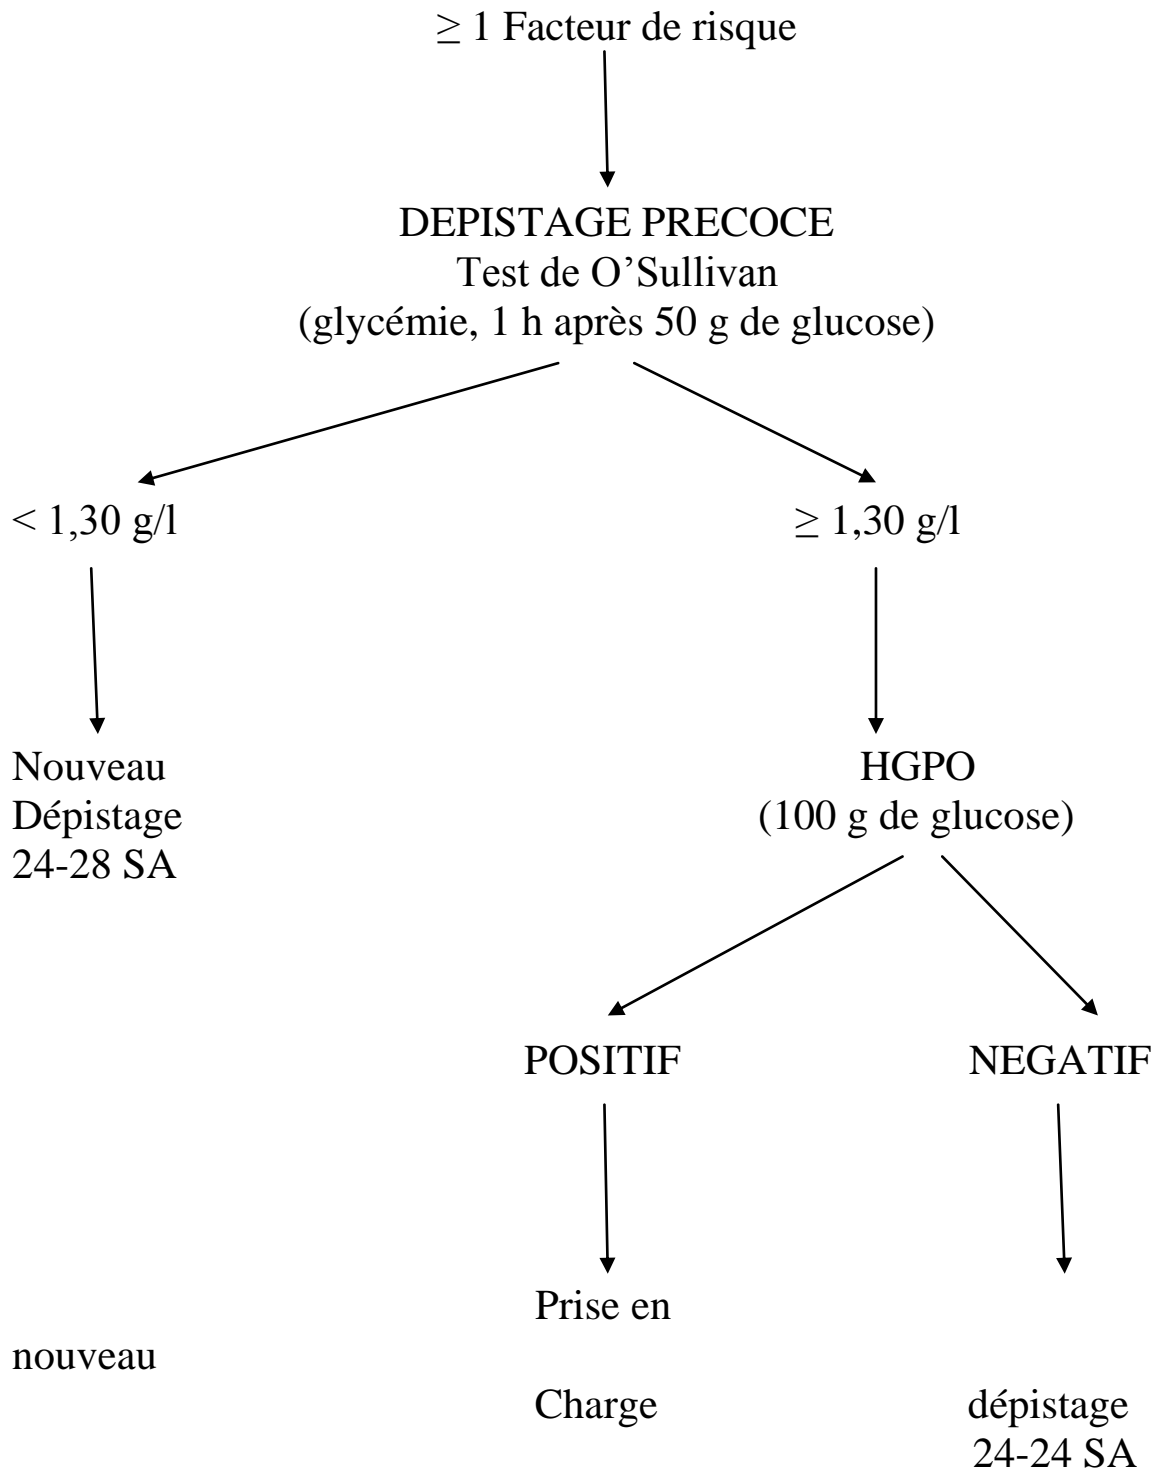 ≥ 1 Facteur de risque
DEPISTAGE PRECOCE
Test de O’Sullivan
(glycémie, 1 h après 50 g de glucose)
< 1,30 g/l
≥ 1,30 g/l
Nouveau
Dépistage
24-28 SA
HGPO
(100 g de glucose)
POSITIF
NEGATIF
Prise en
nouveau
Charge
dépistage
24-24 SA